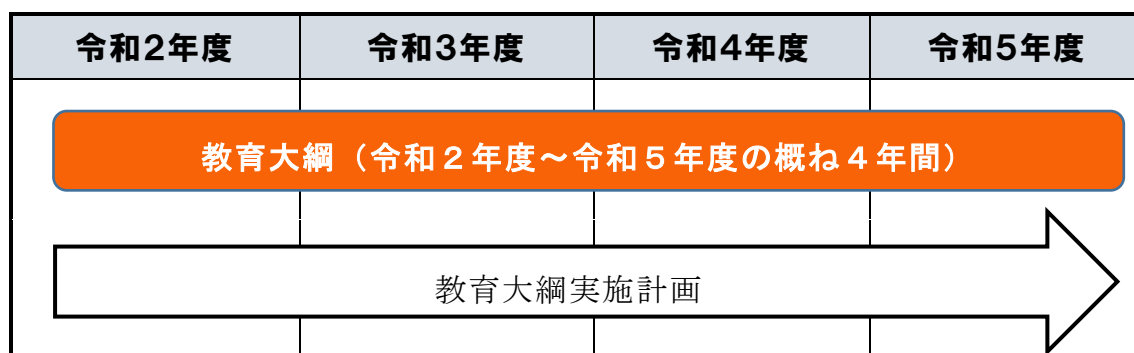 令和2年度 令和3年度 令和4年度 令和5年度
教育大綱（令和２年度～令和５年度の概ね４年間）
教育大綱実施計画